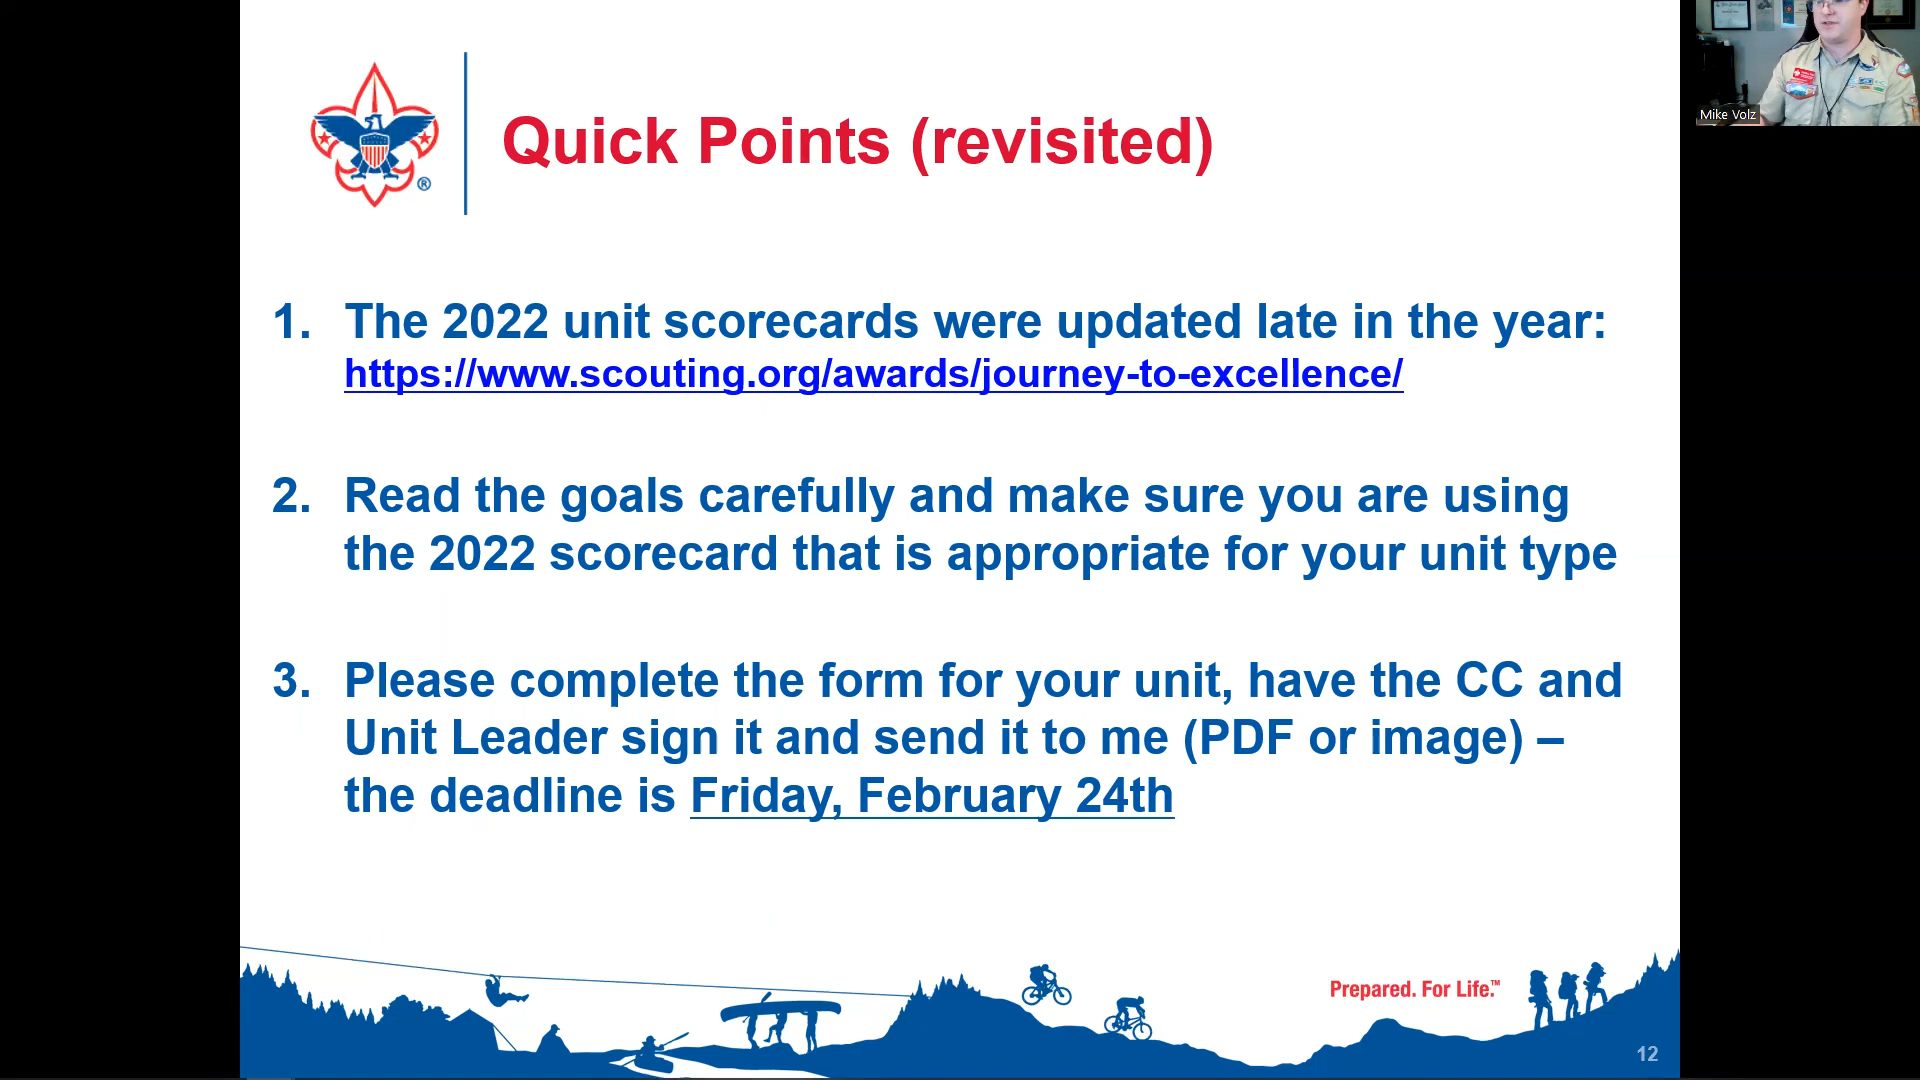 Quick Points (revisited)
®
1. The 2022 unit scorecards were updated late in the year:
https://www.scouting.org/awards/journey-to-excellence/
2. Read the goals carefully and make sure you are using
the 2022 scorecard that is appropriate for your unit type
3. Please complete the form for your unit, have the CC and
Unit Leader sign it and send it to me (PDF or image) –
the deadline is Friday, February 24th
Prepared. For Life.™
12
Mike Volz